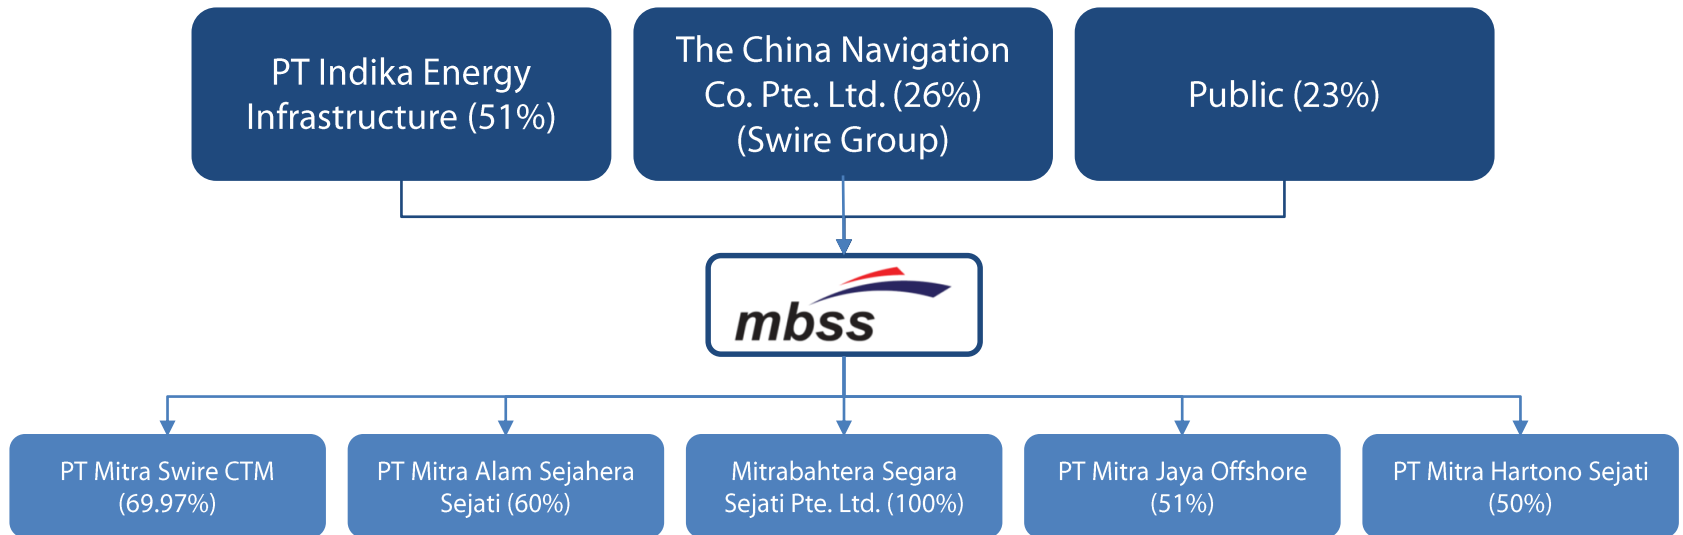 PT Indika Energy
Infrastructure (51%)
The China Navigation
Co. Pte. Ltd. (26%)
(Swire Group)
Public (23%)
mbss
PT Mitra Swire CTM
(69.97%)
PT Mitra Alam Sejahera
Sejati (60%)
Mitrabahtera Segara
Sejati Pte. Ltd. (100%)
PT Mitra Jaya Offshore
(51%)
PT Mitra Hartono Sejati
(50%)